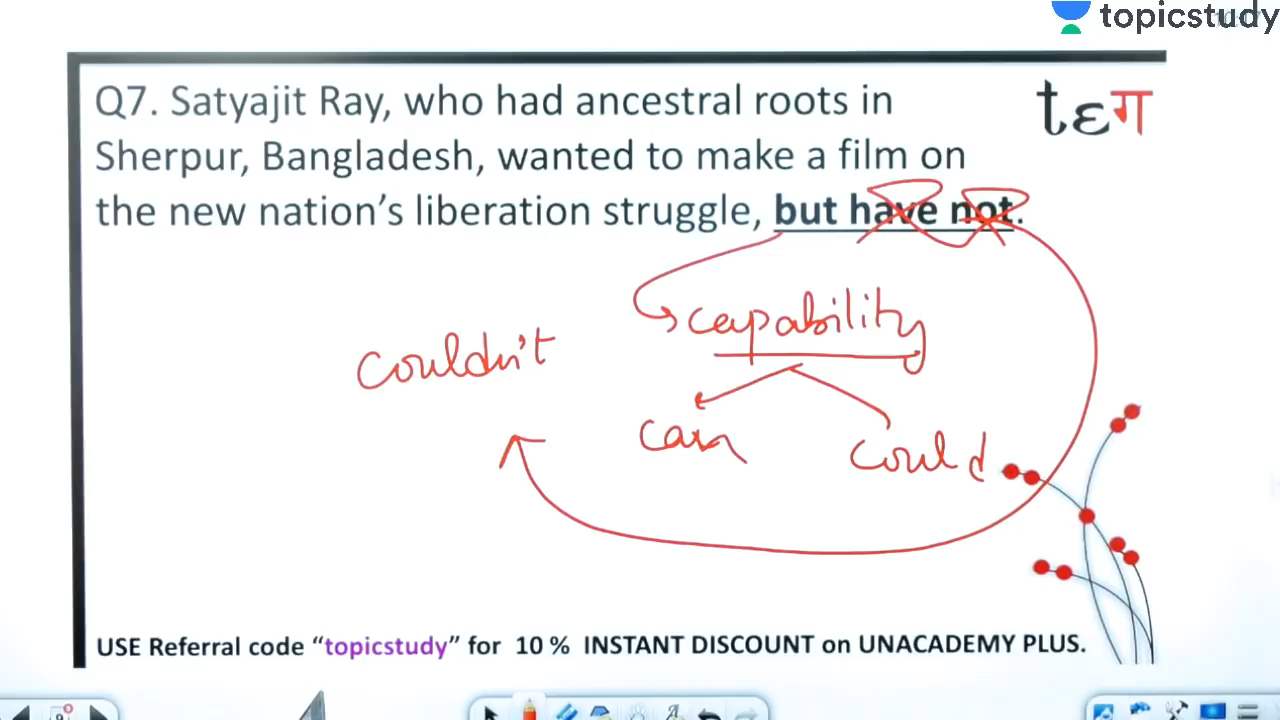 topicstudy
Q7. Satyajit Ray, who had ancestral roots in
Sherpur, Bangladesh, wanted to make a film on
the new nation's liberation struggle, but have not.
tεग
capability
couldn't
can
could
USE Referral code “topicstudy” for 10 % INSTANT DISCOUNT on UNACADEMY PLUS.